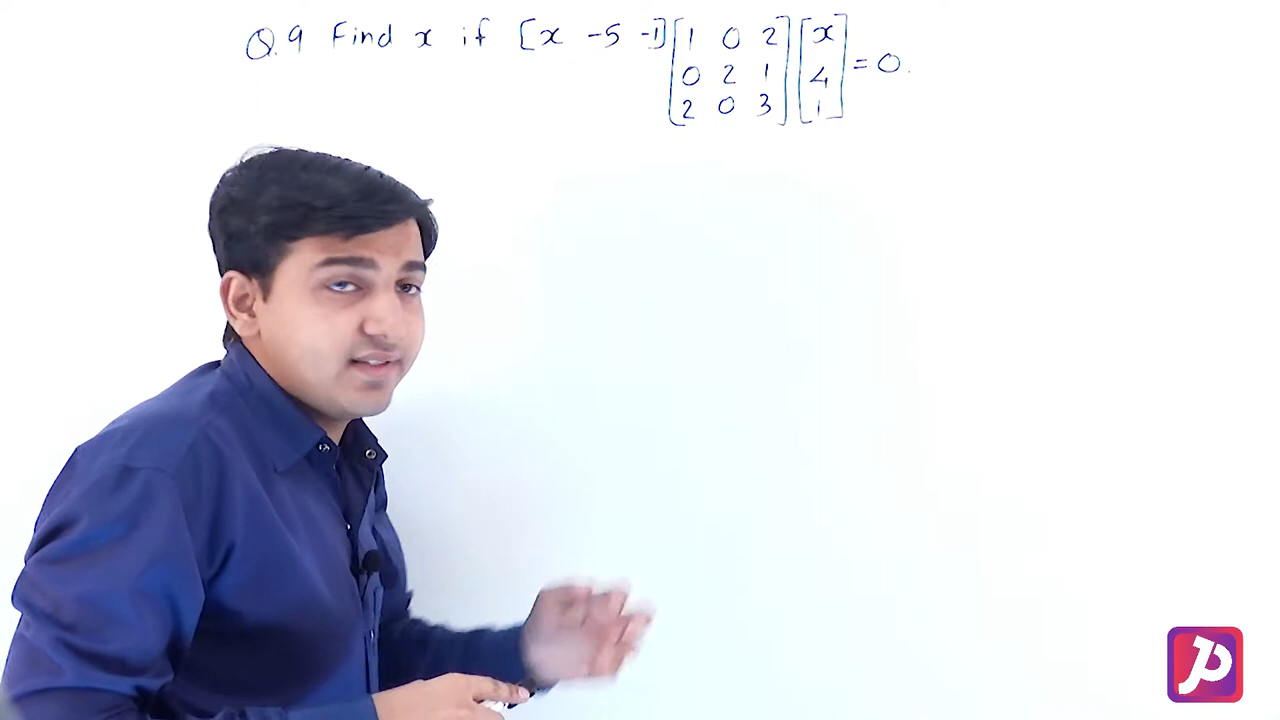 Q.9 Find x if [x -5 -1] [1 0 2 [x
0 2 1 4 = 0.
2 0 3] 1]